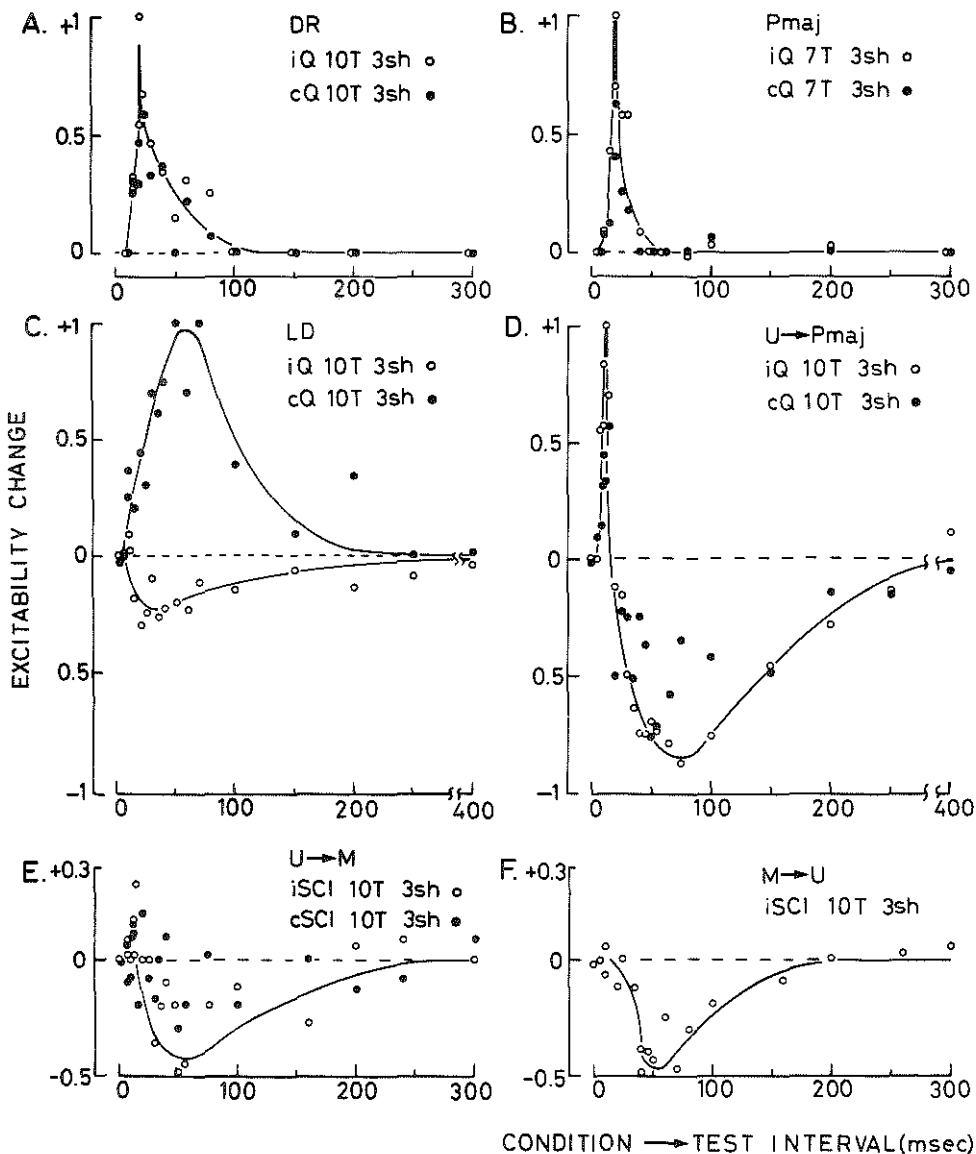 A.
DR
iQ 10T 3sh ○
cQ 10T 3sh ●
+1
0.5
0
0 100 200 300
B.
Pmaj
iQ 7T 3sh ○
cQ 7T 3sh ●
+1
0.5
0
0 100 200 300
C.
LD
iQ 10T 3sh ○
cQ 10T 3sh ●
+1
0.5
0
0.5
-1
0 100 200 400
D.
U→Pmaj
iQ 10T 3sh ○
cQ 10T 3sh ●
+1
0.5
0
0.5
-1
0 100 200 400
EXCITABILITY CHANGE
E.
U→M
iSCI 10T 3sh ○
cSCI 10T 3sh ●
+0.3
0
-0.5
0 100 200 300
F.
M→U
iSCI 10T 3sh
+0.3
0
-0.5
0 100 200 300
CONDITION → TEST INTERVAL(msec)